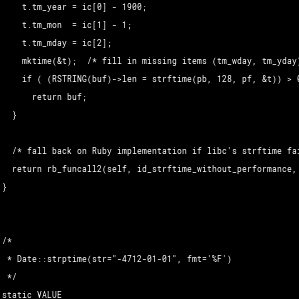 t.tm_year = ic[0] - 1900;
t.tm_mon  = ic[1] - 1;
t.tm_mday = ic[2];
mktime(&t);  /* fill in missing items (tm_wday, tm_yday)
if ( (RSTRING(buf)->len = strftime(pb, 128, pf, &t)) >
return buf;
}
/* fall back on Ruby implementation if libc's strftime
return rb_funcall2(self, id_strftime_without_performance,
}
/*
* Date::strptime(str="-4712-01-01", fmt='%F')
*/
static VALUE